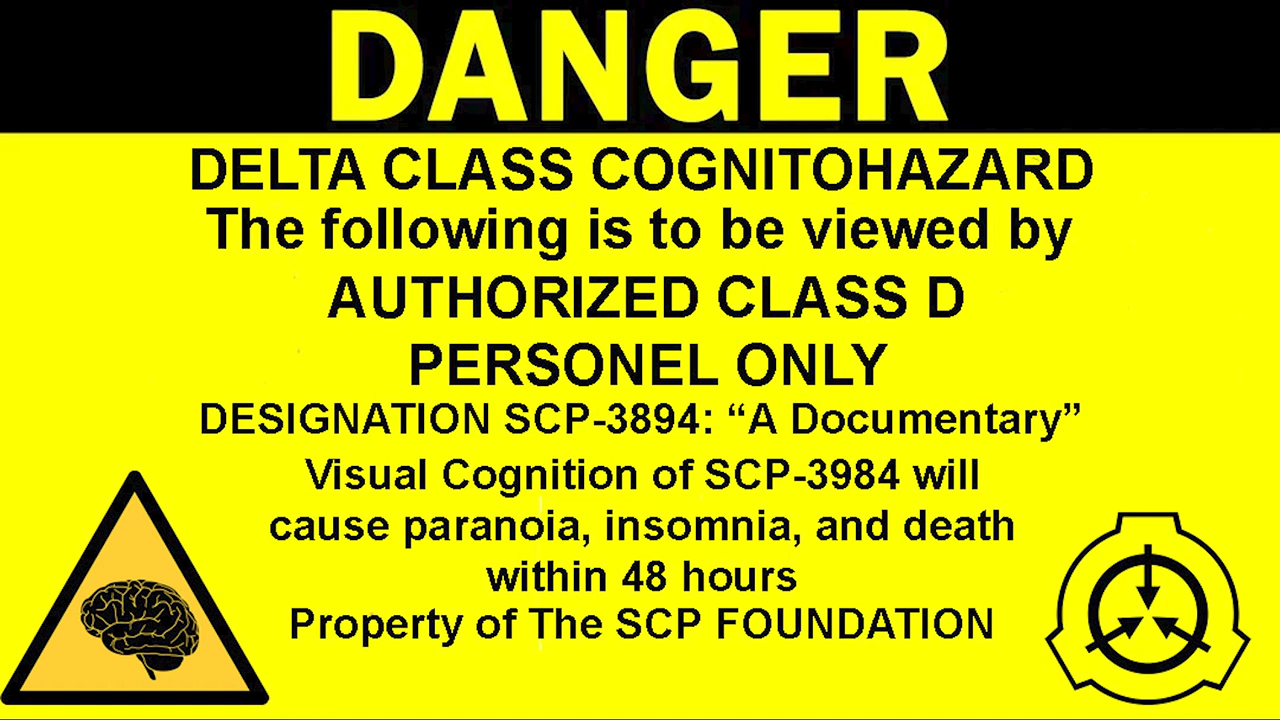 DANGER
DELTA CLASS COGNITOHAZARD
The following is to be viewed by
AUTHORIZED CLASS D
PERSONEL ONLY
DESIGNATION SCP-3894: “A Documentary”
Visual Cognition of SCP-3984 will
cause paranoia, insomnia, and death
within 48 hours
Property of The SCP FOUNDATION